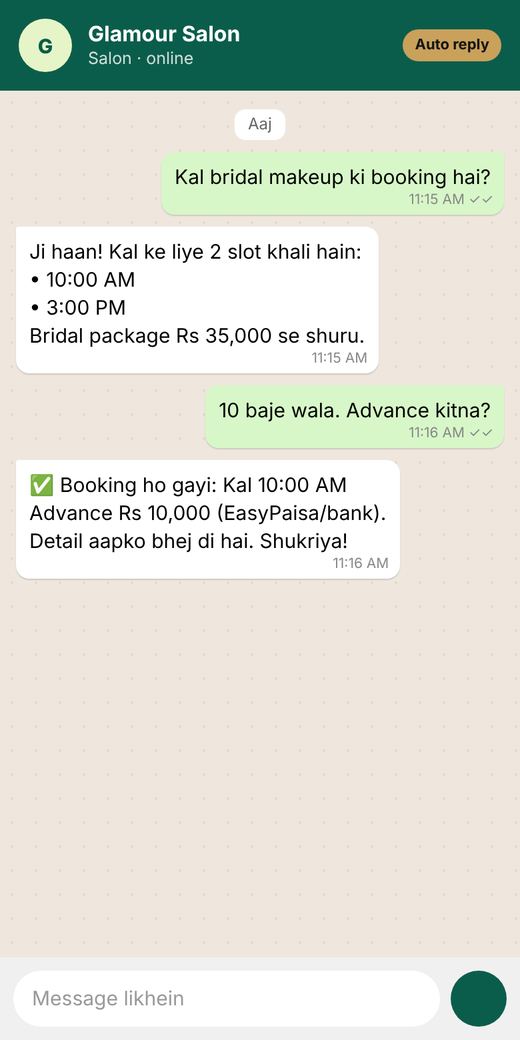 G
Glamour Salon
Salon · online
Auto reply
Aaj
Kal bridal makeup ki booking hai?
11:15 AM ✓✓
Ji haan! Kal ke liye 2 slot khali hain:
• 10:00 AM
• 3:00 PM
Bridal package Rs 35,000 se shuru.
11:15 AM
10 baje wala. Advance kitna?
11:16 AM ✓✓
✅ Booking ho gayi: Kal 10:00 AM
Advance Rs 10,000 (EasyPaisa/bank).
Detail aapko bhej di hai. Shukriya!
11:16 AM
Message likhein